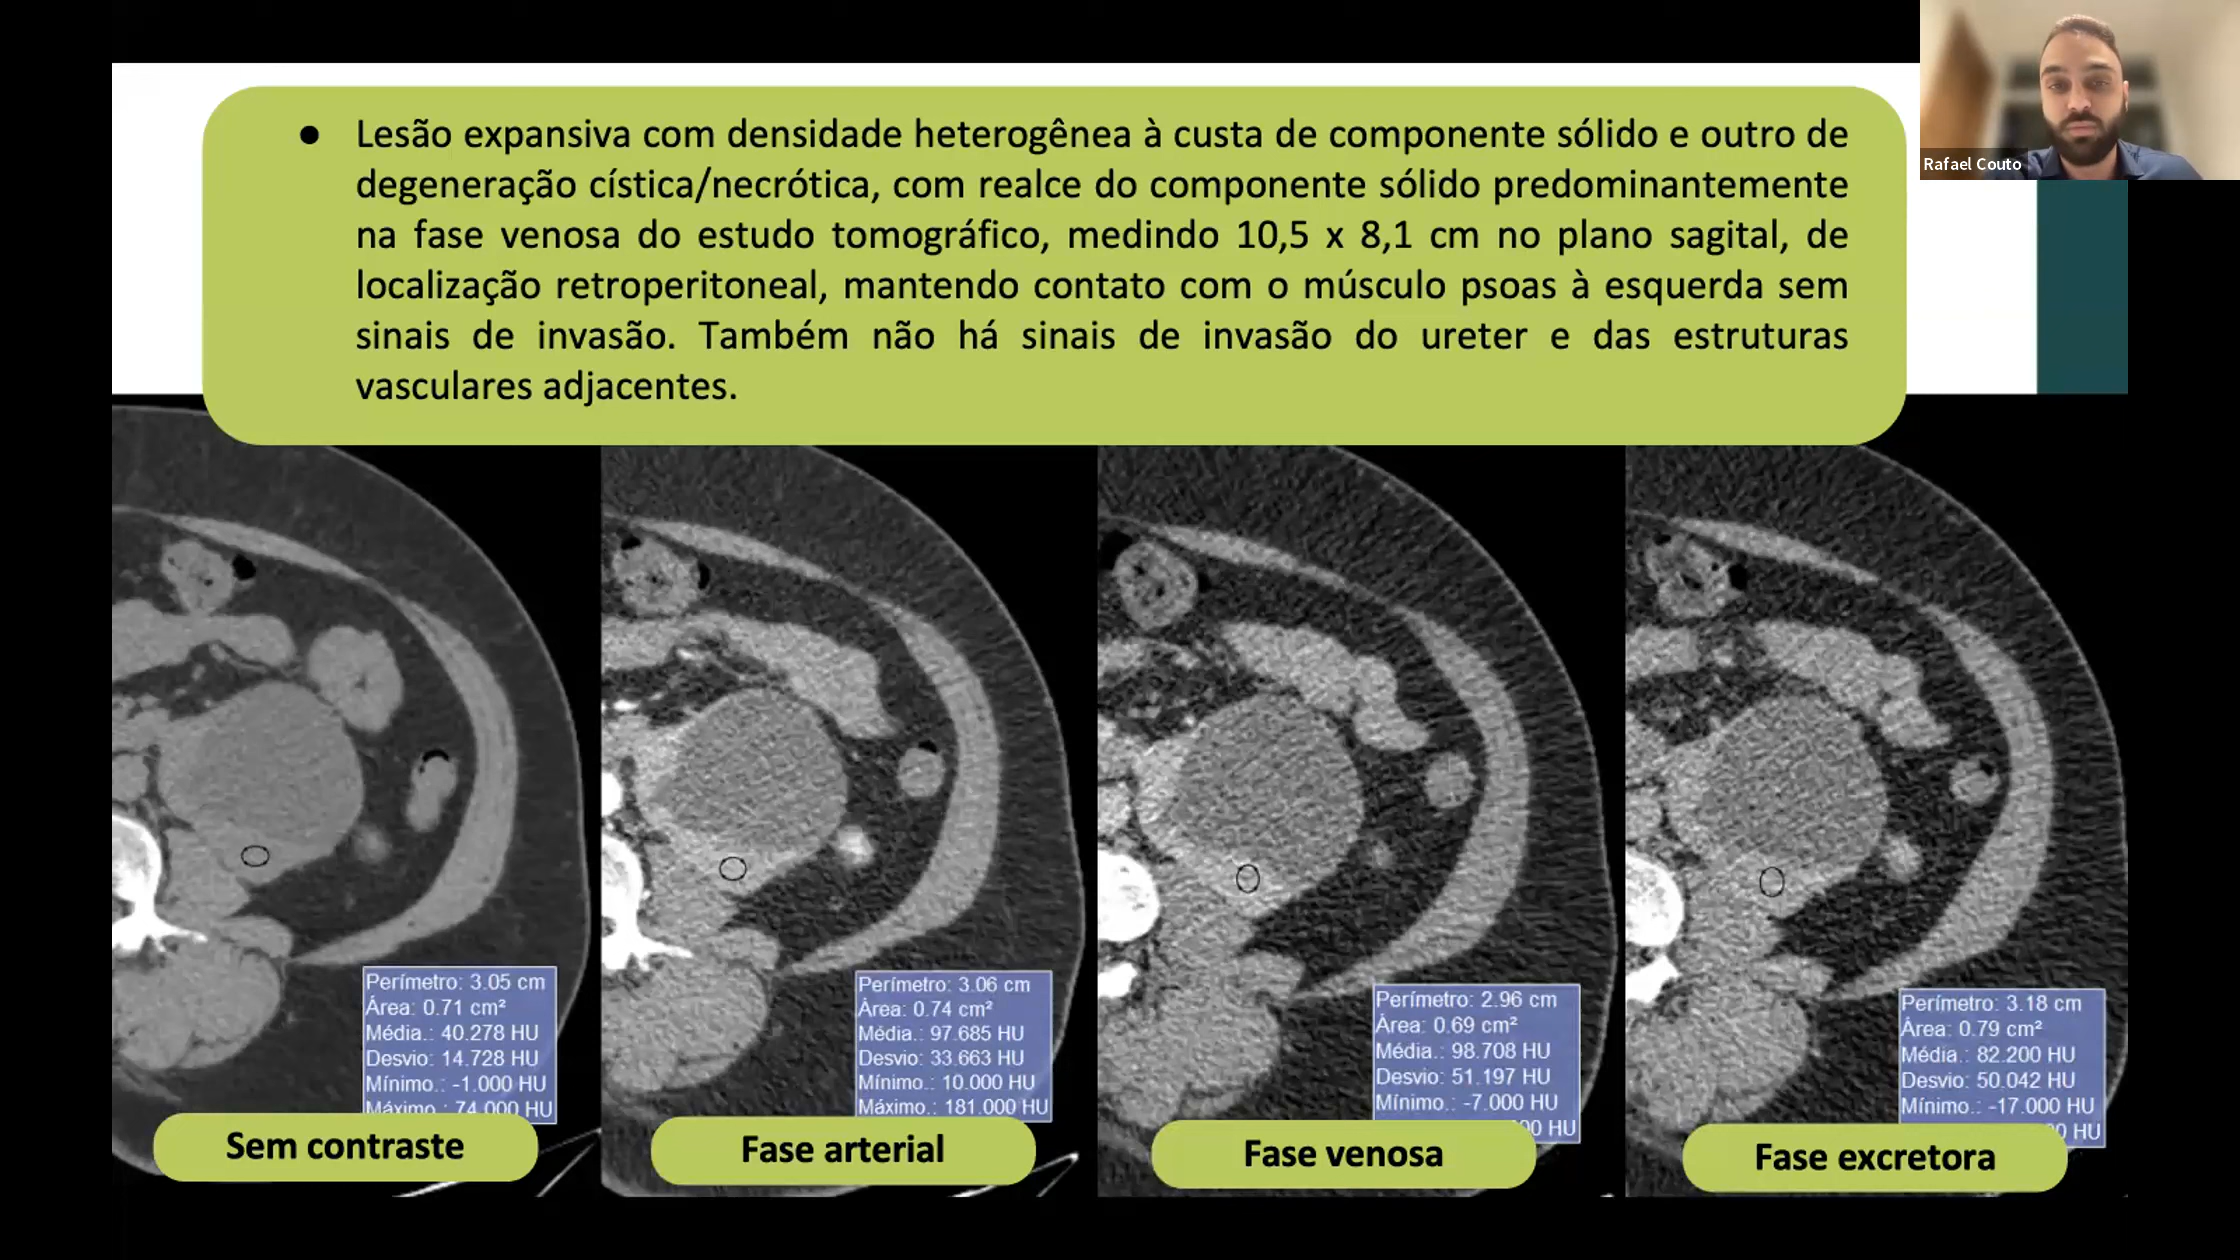 Rafael Couto
● Lesão expansiva com densidade heterogênea à custa de componente sólido e outro de
degeneração cística/necrótica, com realce do componente sólido predominantemente
na fase venosa do estudo tomográfico, medindo 10,5 x 8,1 cm no plano sagital, de
localização retroperitoneal, mantendo contato com o músculo psoas à esquerda sem
sinais de invasão. Também não há sinais de invasão do ureter e das estruturas
vasculares adjacentes.
Perímetro: 3.05 cm
Área: 0.71 cm²
Média.: 40.278 HU
Desvio: 14.728 HU
Mínimo.: -1.000 HU
Máximo.: 74.000 HU
Sem contraste
Perímetro: 3.06 cm
Área: 0.74 cm²
Média.: 97.685 HU
Desvio: 33.663 HU
Mínimo.: 10.000 HU
Máximo.: 181.000 HU
Fase arterial
Perímetro: 2.96 cm
Área: 0.69 cm²
Média.: 98.708 HU
Desvio: 51.197 HU
Mínimo.: -7.000 HU
HU
Fase venosa
Perímetro: 3.18 cm
Área: 0.79 cm²
Média.: 82.200 HU
Desvio: 50.042 HU
Mínimo.: -17.000 HU
HU
Fase excretora